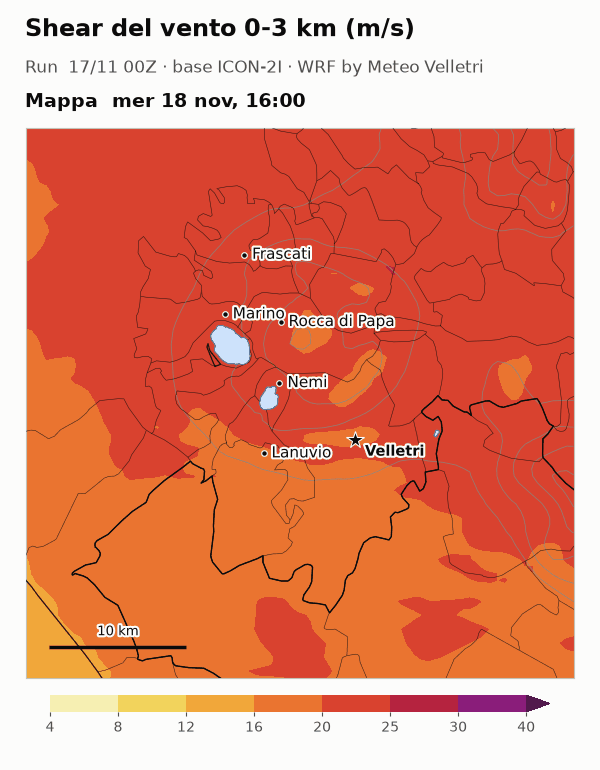 Shear del vento 0-3 km (m/s)
Run  17/11 00Z · base ICON-2I · WRF by Meteo Velletri
Mappa  mer 18 nov, 16:00
Frascati
Marino
Rocca di Papa
Nemi
Velletri
Lanuvio
10 km
4 8 12 16 20 25 30 40